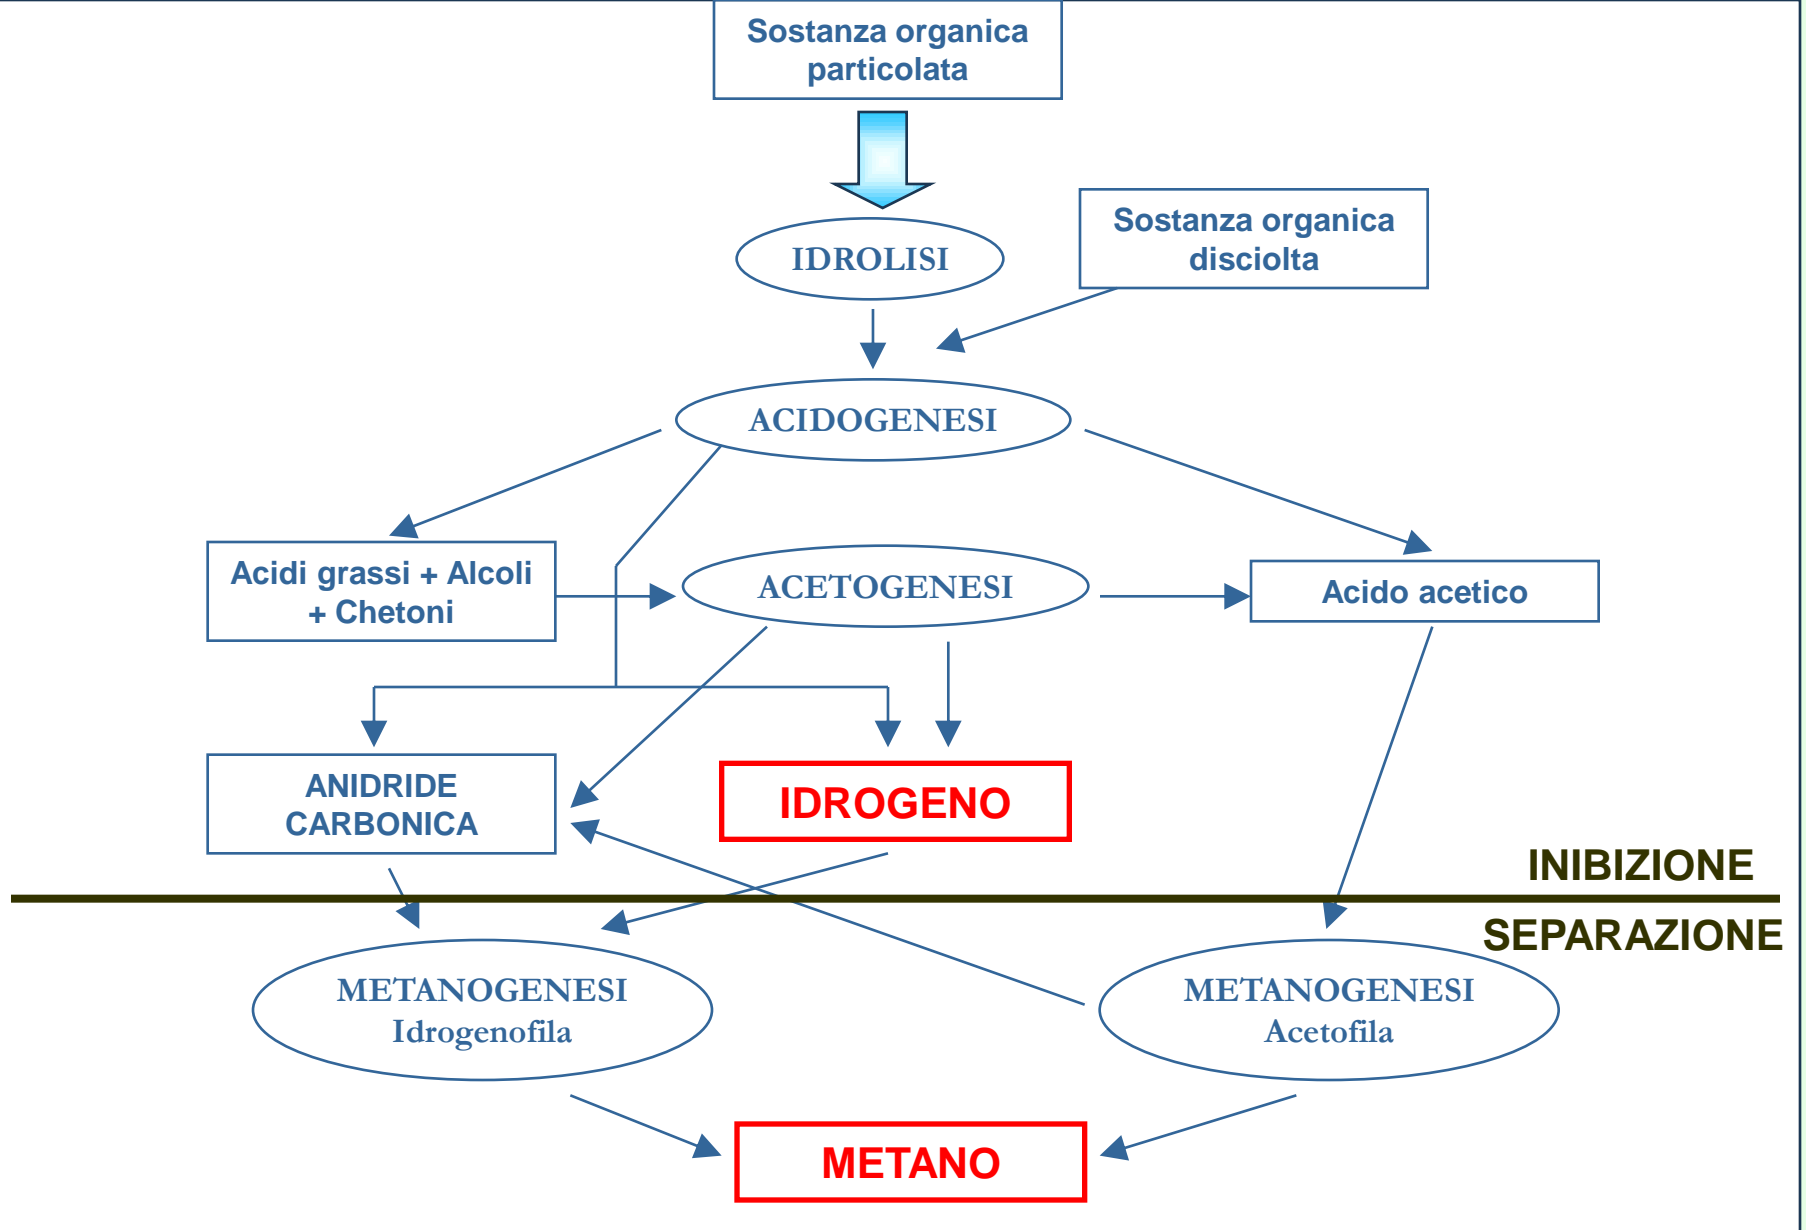 Sostanza organica
particolata
IDROLISI
Sostanza organica
disciolta
ACIDOGENESI
Acidi grassi + Alcoli
+ Chetoni
ACETOGENESI
Acido acetico
ANIDRIDE
CARBONICA
IDROGENO
INIBIZIONE
SEPARAZIONE
METANOGENESI
Idrogenofila
METANOGENESI
Acetofila
METANO